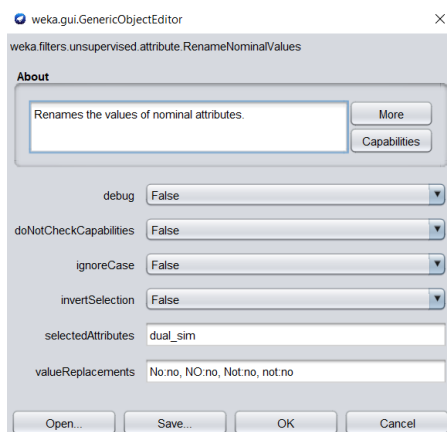 weka.gui.GenericObjectEditor
weka.filters.unsupervised.attribute.RenameNominalValues
About
Renames the values of nominal attributes.
More
Capabilities
debug False
doNotCheckCapabilities False
ignoreCase False
invertSelection False
selectedAttributes dual_sim
valueReplacements No:no, NO:no, Not:no, not:no
Open... Save... OK Cancel